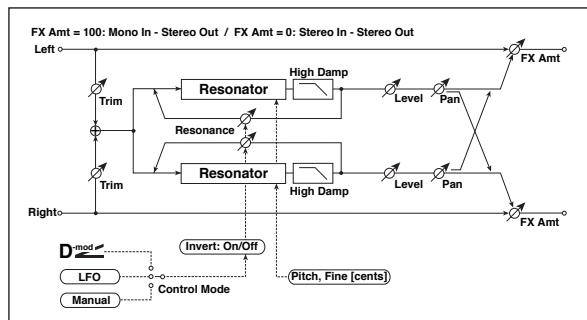 FX Amt = 100: Mono In - Stereo Out / FX Amt = 0: Stereo In - Stereo Out
Left
FX Amt
High Damp
Resonator
Trim
Level
Pan
Resonance
Resonator
High Damp
Level
Pan
Trim
Right
FX Amt
D-mod
Invert: On/Off
LFO
Pitch, Fine [cents]
Control Mode
Manual